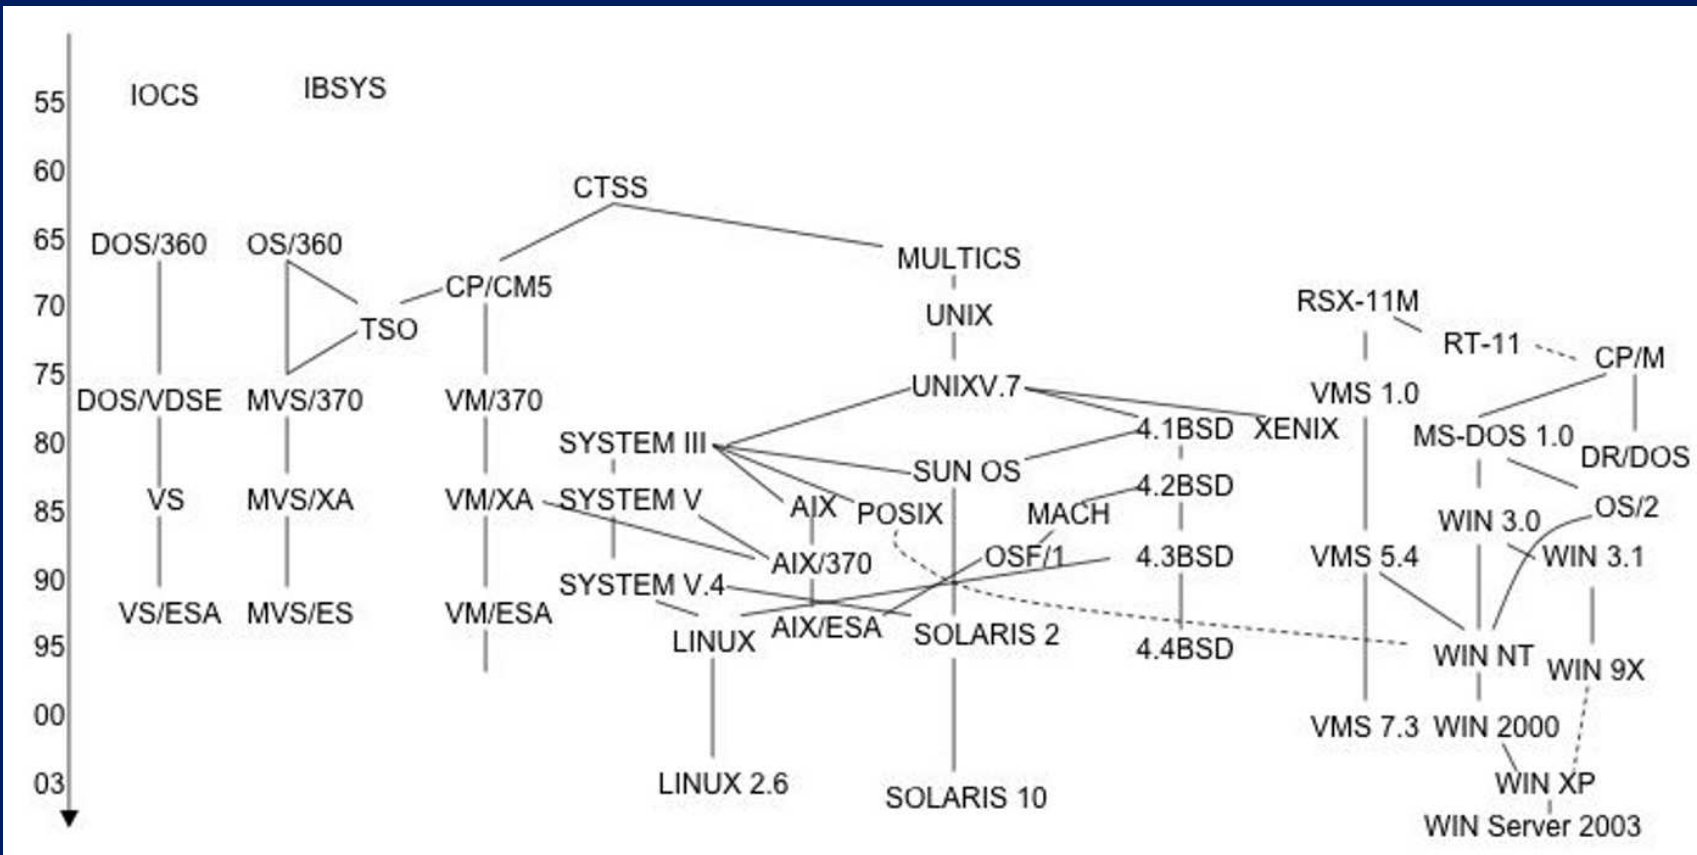 55
IOCS
IBSYS
60
CTSS
65
DOS/360
OS/360
MULTICS
CP/CM5
70
RSX-11M
UNIX
TSO
RT-11
CP/M
75
UNIXV.7
VMS 1.0
DOS/VDSE
MVS/370
VM/370
4.1BSD
XENIX
MS-DOS 1.0
80
SYSTEM III
DR/DOS
SUN OS
4.2BSD
VS
MVS/XA
VM/XA
SYSTEM V
AIX
OS/2
85
POSIX
MACH
WIN 3.0
OSF/1
4.3BSD
VMS 5.4
WIN 3.1
AIX/370
90
SYSTEM V.4
VS/ESA
MVS/ES
VM/ESA
AIX/ESA
SOLARIS 2
95
LINUX
4.4BSD
WIN NT
WIN 9X
00
VMS 7.3
WIN 2000
03
LINUX 2.6
WIN XP
SOLARIS 10
WIN Server 2003